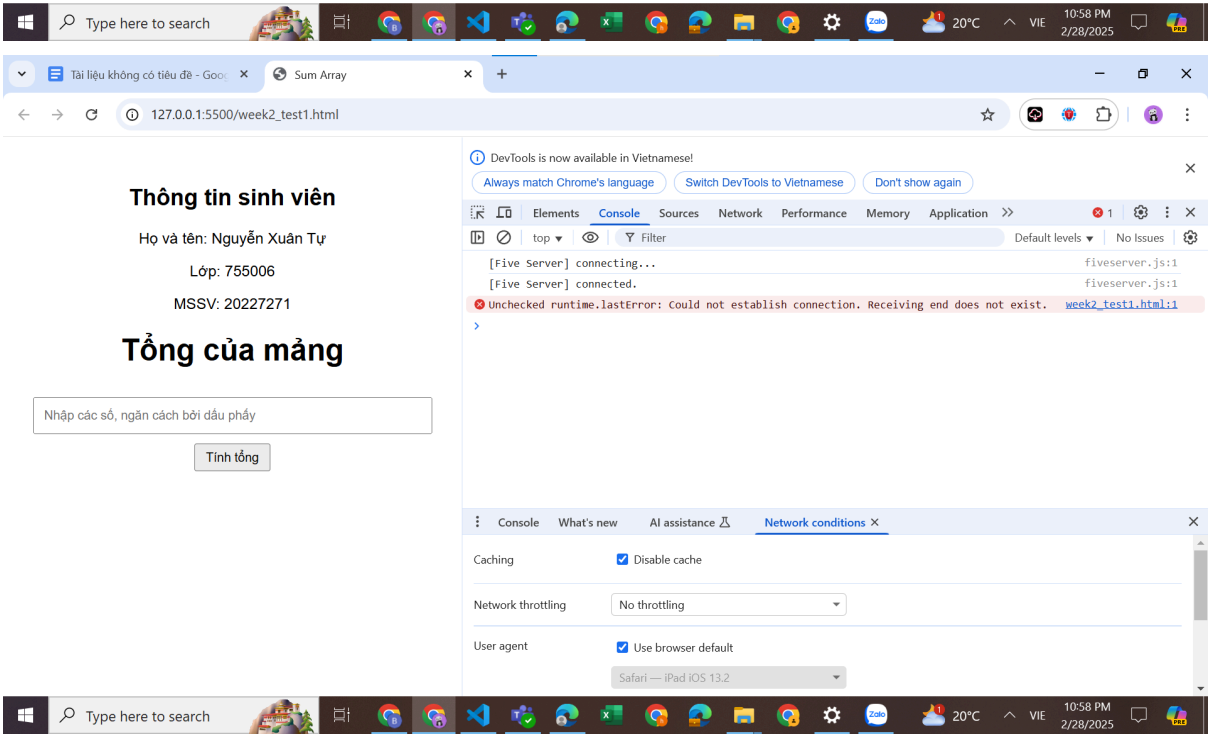 Type here to search
20°C
VIE
10:58 PM
2/28/2025
PRE
Tài liệu không có tiêu đề - Goo
Sum Array
127.0.0.1:5500/week2_test1.html
Thông tin sinh viên
Họ và tên: Nguyễn Xuân Tự
Lớp: 755006
MSSV: 20227271
Tổng của mảng
Nhập các số, ngăn cách bởi dấu phẩy
Tính tổng
DevTools is now available in Vietnamese!
Always match Chrome's language Switch DevTools to Vietnamese Don't show again
Elements Console Sources Network Performance Memory Application 1
top Filter Default levels No Issues
[Five Server] connecting... fiveserver.js:1
[Five Server] connected. fiveserver.js:1
Unchecked runtime.lastError: Could not establish connection. Receiving end does not exist. week2_test1.html:1
Console What's new AI assistance Network conditions
Caching Disable cache
Network throttling No throttling
User agent Use browser default
Safari — iPad iOS 13.2
Type here to search
20°C
VIE
10:58 PM
2/28/2025
PRE